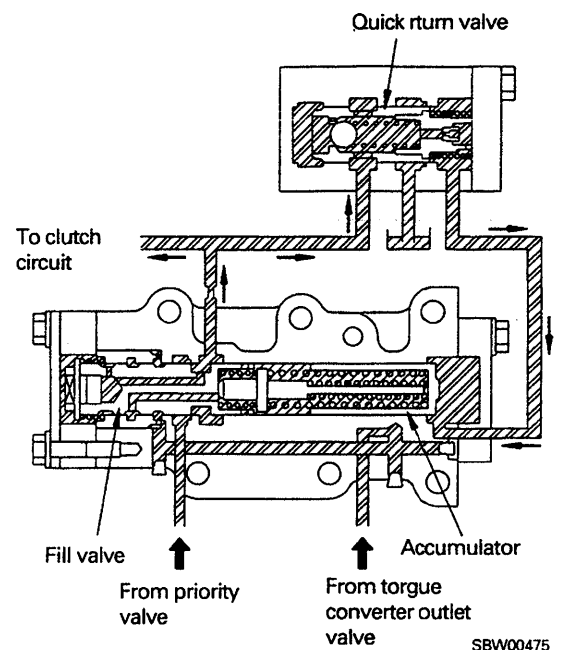 Quick rturn valve
To clutch
circuit
Fill valve
Accumulator
From priority
valve
From torgue
converter outlet
valve
SBW00475